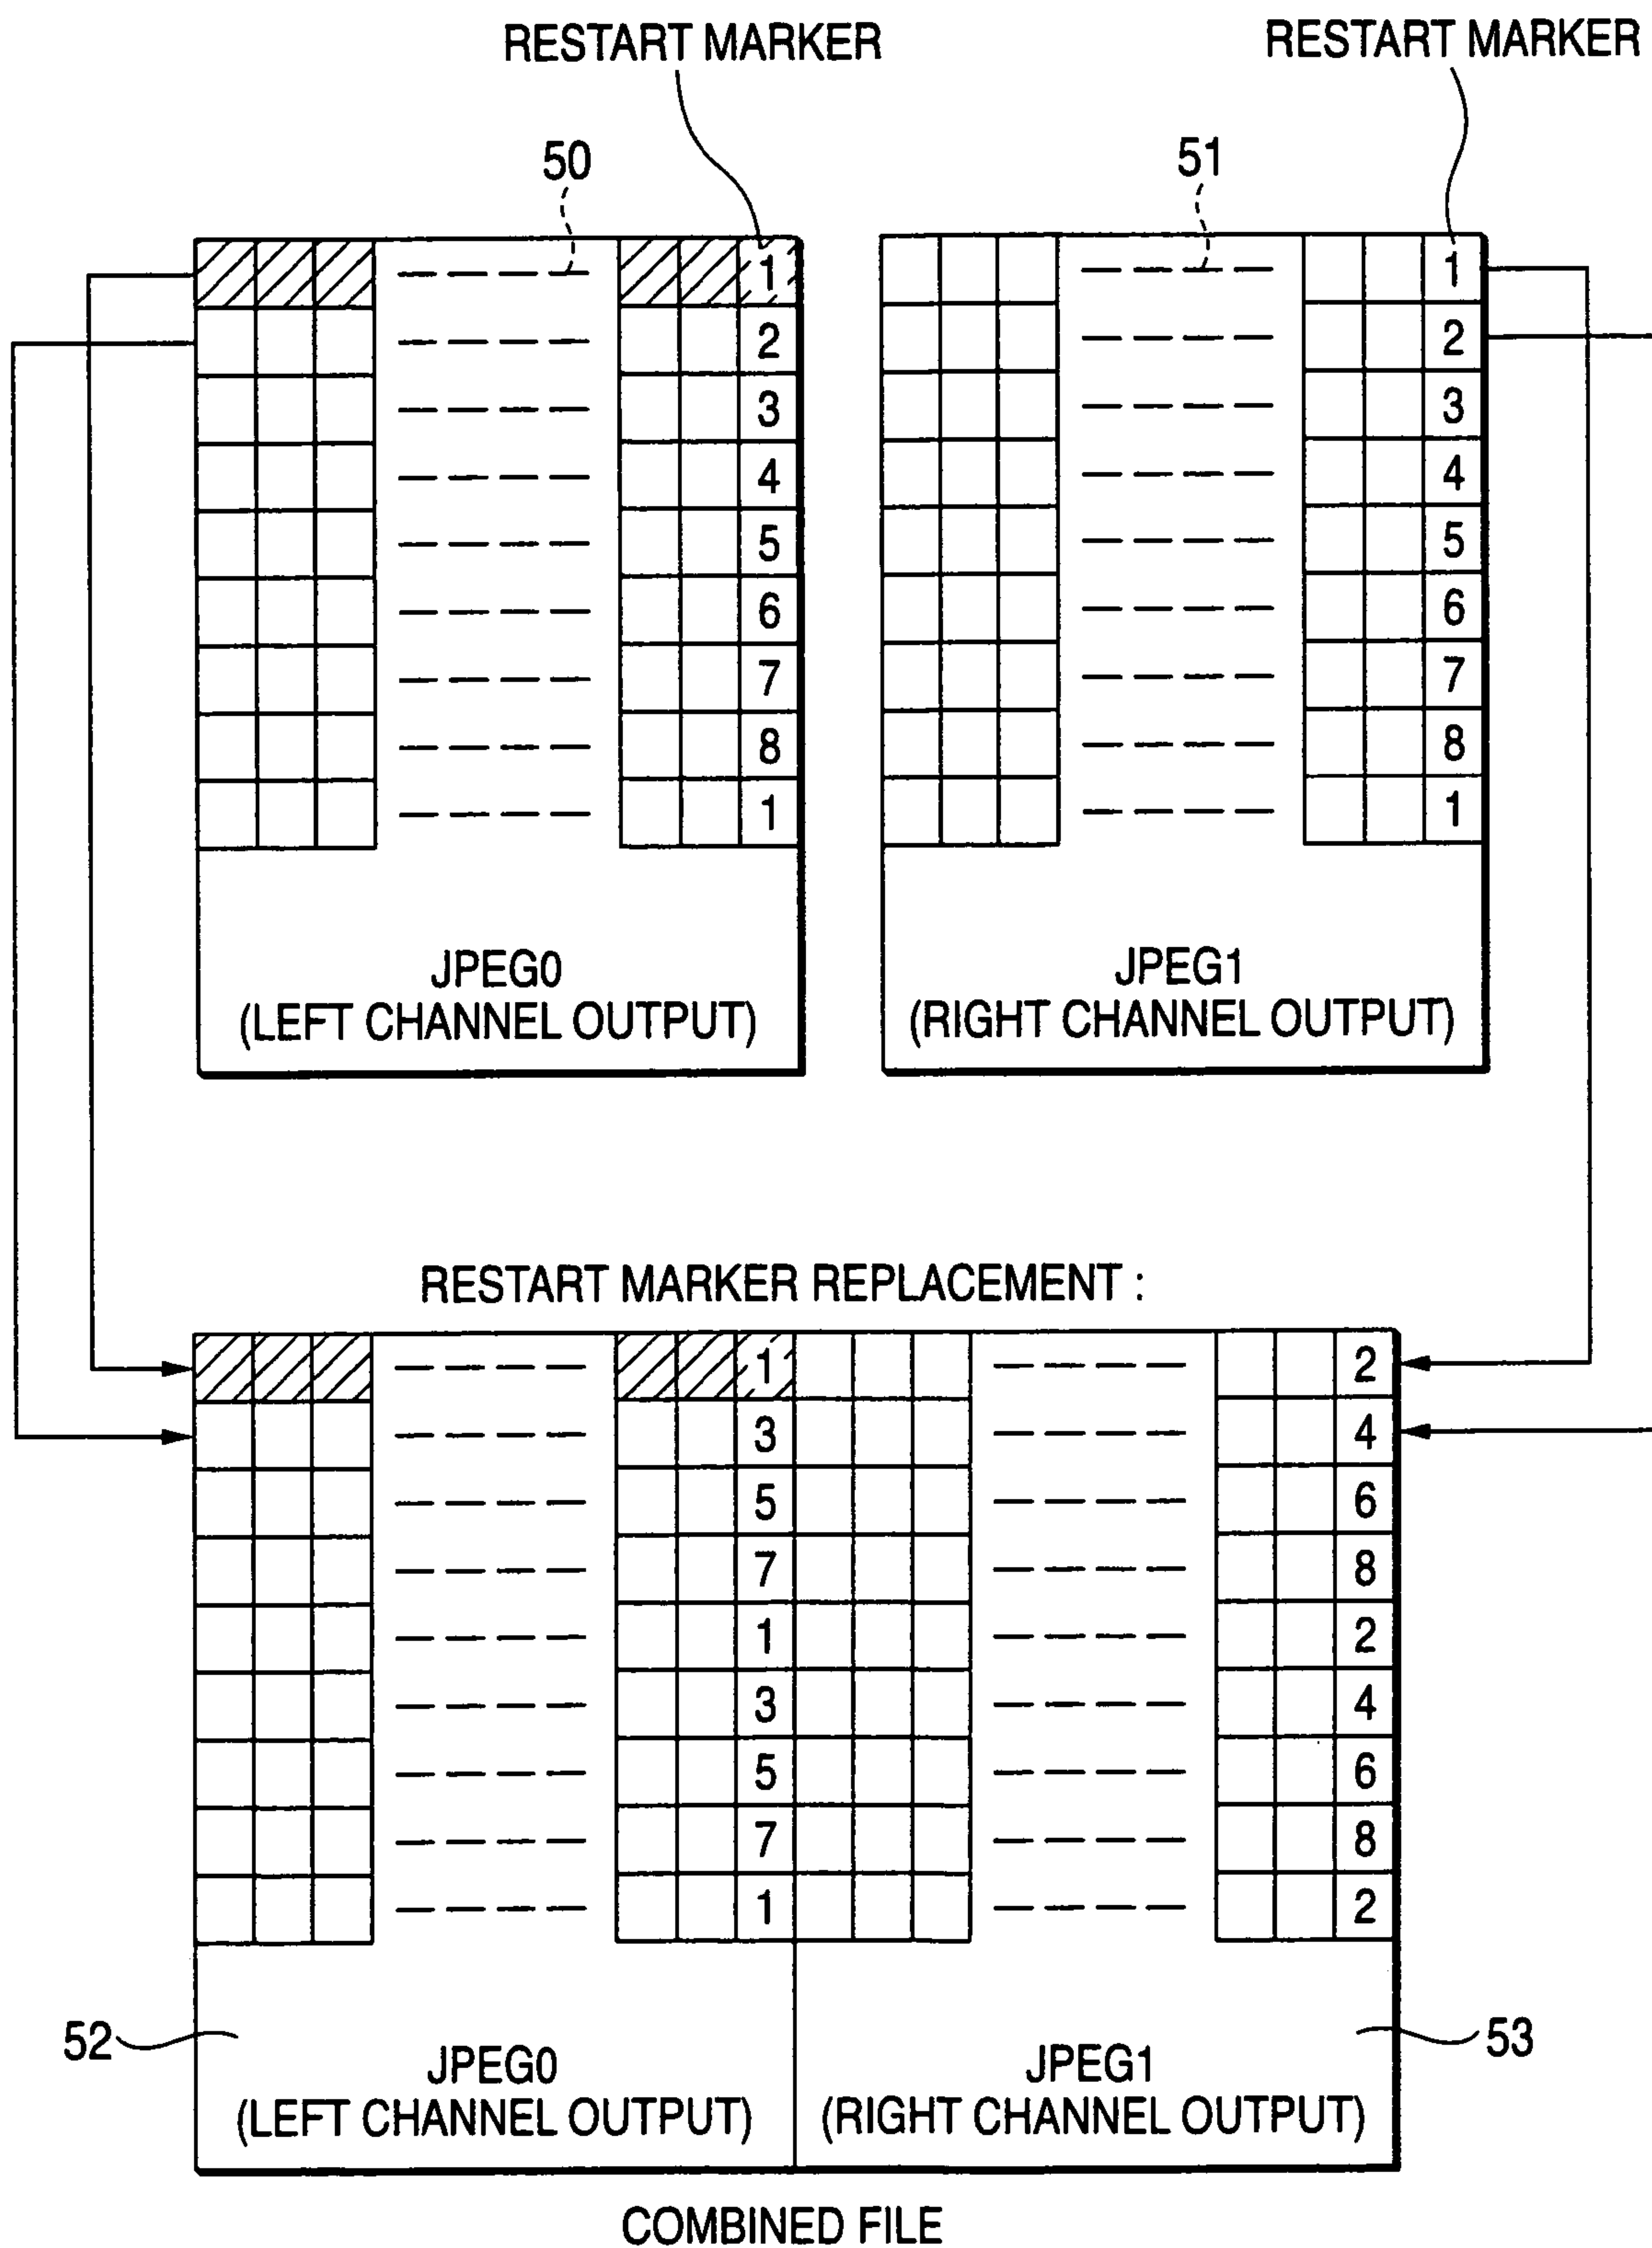 RESTART MARKER RESTART MARKER
50 51
1 1
2 2
3 3
4 4
5 5
6 6
7 7
8 8
1 1
JPEG0 JPEG1
(LEFT CHANNEL OUTPUT) (RIGHT CHANNEL OUTPUT)
RESTART MARKER REPLACEMENT :
1 2
3 4
5 6
7 8
1 2
3 4
5 6
7 8
1 2
52 53
JPEG0 JPEG1
(LEFT CHANNEL OUTPUT) (RIGHT CHANNEL OUTPUT)
COMBINED FILE